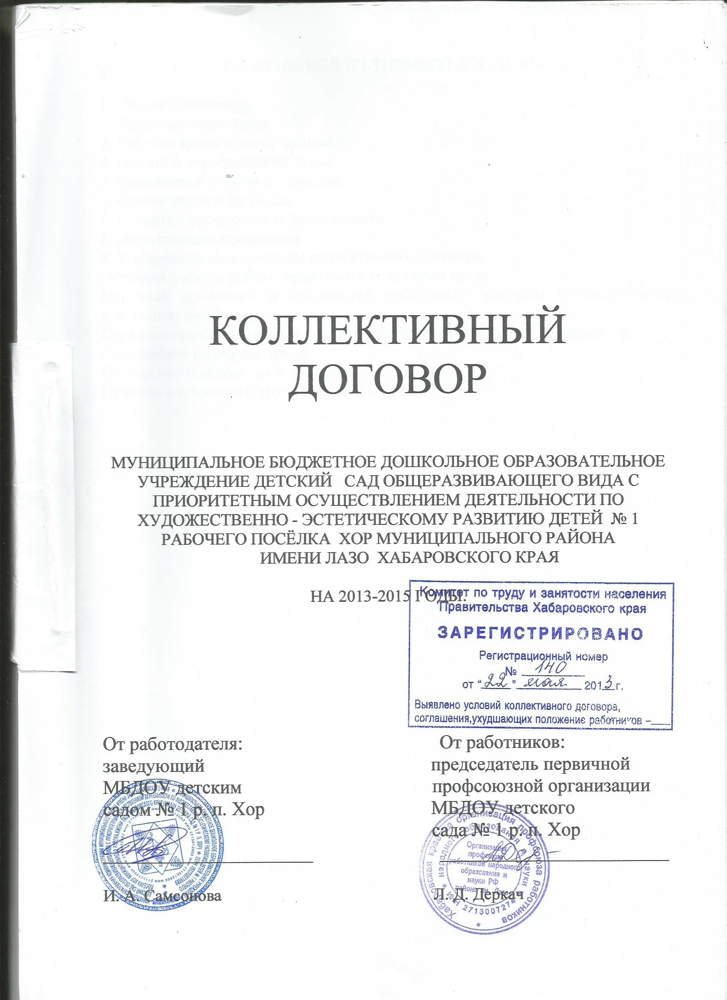 КОЛЛЕКТИВНЫЙ
ДОГОВОР
МУНИЦИПАЛЬНОЕ БЮДЖЕТНОЕ ДОШКОЛЬНОЕ ОБРАЗОВАТЕЛЬНОЕ
УЧРЕЖДЕНИЕ ДЕТСКИЙ САД ОБЩЕРАЗВИВАЮЩЕГО ВИДА С
ПРИОРИТЕТНЫМ ОСУЩЕСТВЛЕНИЕМ ДЕЯТЕЛЬНОСТИ ПО
ХУДОЖЕСТВЕННО - ЭСТЕТИЧЕСКОМУ РАЗВИТИЮ ДЕТЕЙ № 1
РАБОЧЕГО ПОСЁЛКА ХОР МУНИЦИПАЛЬНОГО РАЙОНА
ИМЕНИ ЛАЗО ХАБАРОВСКОГО КРАЯ
НА 2013-2015 ГОДЫ.
Комитет по труду и занятости населения
Правительства Хабаровского края
ЗАРЕГИСТРИРОВАНО
Регистрационный номер
№ 140
от "22" мая 2013 г.
Выявлено условий коллективного договора,
соглашения,ухудшающих положение работников –
От работодателя:
заведующий
МБДОУ детским
садом № 1 р. п. Хор
И. А. Самсонова
От работников:
председатель первичной
профсоюзной организации
МБДОУ детского
сада № 1 р. п. Хор
Л. Д. Деркач
Хабаровская краевая организация профсоюза работников
народного образования и науки
ИНН 2713007274
Организация
профсоюза
работников народного
образования и
науки РФ
района им. Лазо